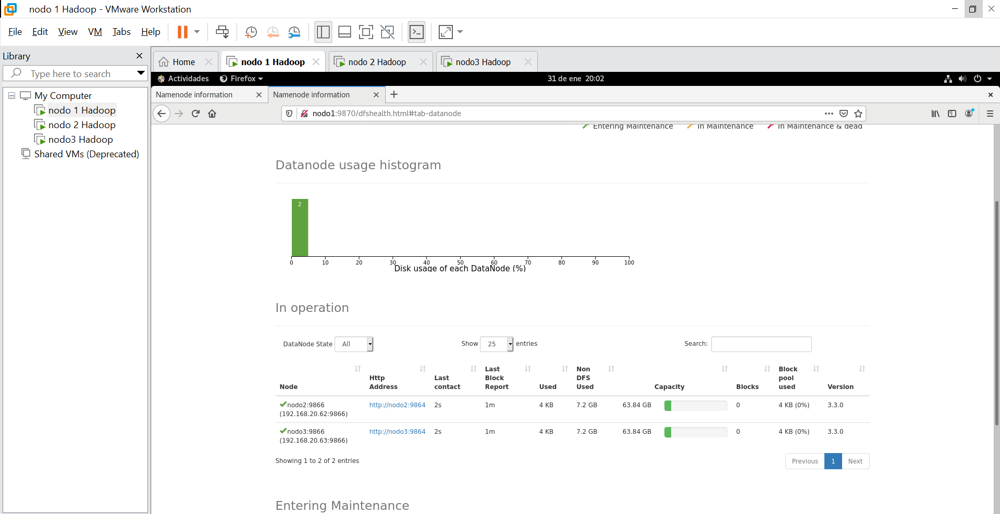 nodo 1 Hadoop - VMware Workstation
File Edit View VM Tabs Help
Library
Type here to search
My Computer
nodo 1 Hadoop
nodo 2 Hadoop
nodo3 Hadoop
Shared VMs (Deprecated)
Home nodo 1 Hadoop nodo 2 Hadoop nodo3 Hadoop
Actividades Firefox 31 de ene 20:02
Namenode information Namenode information
nodo1:9870/dfshealth.html#tab-datanode
Entering Maintenance In Maintenance In Maintenance & dead
Datanode usage histogram
2
0 10 20 30 40 50 60 70 80 90 100
Disk usage of each DataNode (%)
In operation
DataNode State All Show 25 entries Search:
Node Http Address Last contact Last Block Report Used Non DFS Used Capacity Blocks Block pool used Version
nodo2:9866 http://nodo2:9864 2s 1m 4 KB 7.2 GB 63.84 GB 0 4 KB (0%) 3.3.0
(192.168.20.62:9866)
nodo3:9866 http://nodo3:9864 2s 1m 4 KB 7.2 GB 63.84 GB 0 4 KB (0%) 3.3.0
(192.168.20.63:9866)
Showing 1 to 2 of 2 entries Previous 1 Next
Entering Maintenance